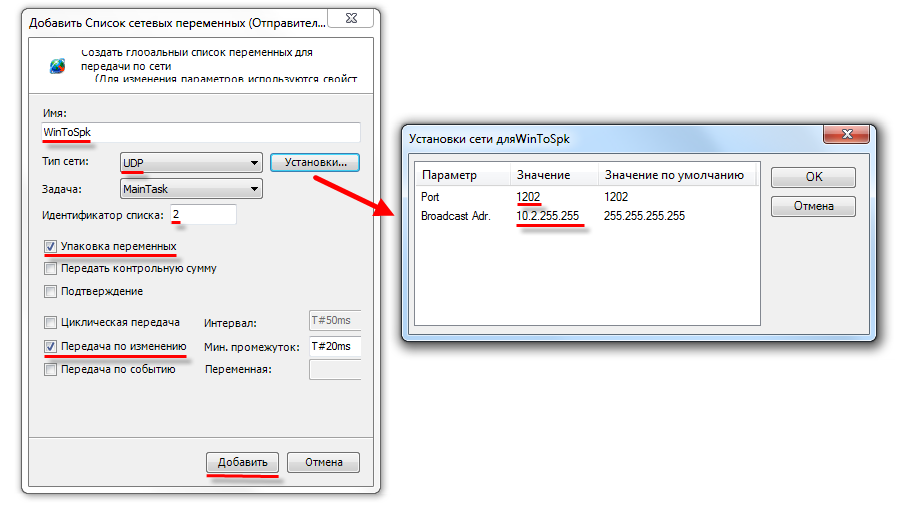 Добавить Список сетевых переменных (Отправител...
Создать глобальный список переменных для
передачи по сети
(Для изменения параметров используются свойст
Имя:
WinToSpk
Тип сети:
UDP
Установки...
Задача:
MainTask
Идентификатор списка:
2
Упаковка переменных
Передать контрольную сумму
Подтверждение
Циклическая передача
Интервал:
T#50ms
Передача по изменению
Мин. промежуток:
T#20ms
Передача по событию
Переменная:
Добавить
Отмена
Установки сети дляWinToSpk
Параметр
Значение
Значение по умолчанию
Port
1202
1202
Broadcast Adr.
10.2.255.255
255.255.255.255
OK
Отмена